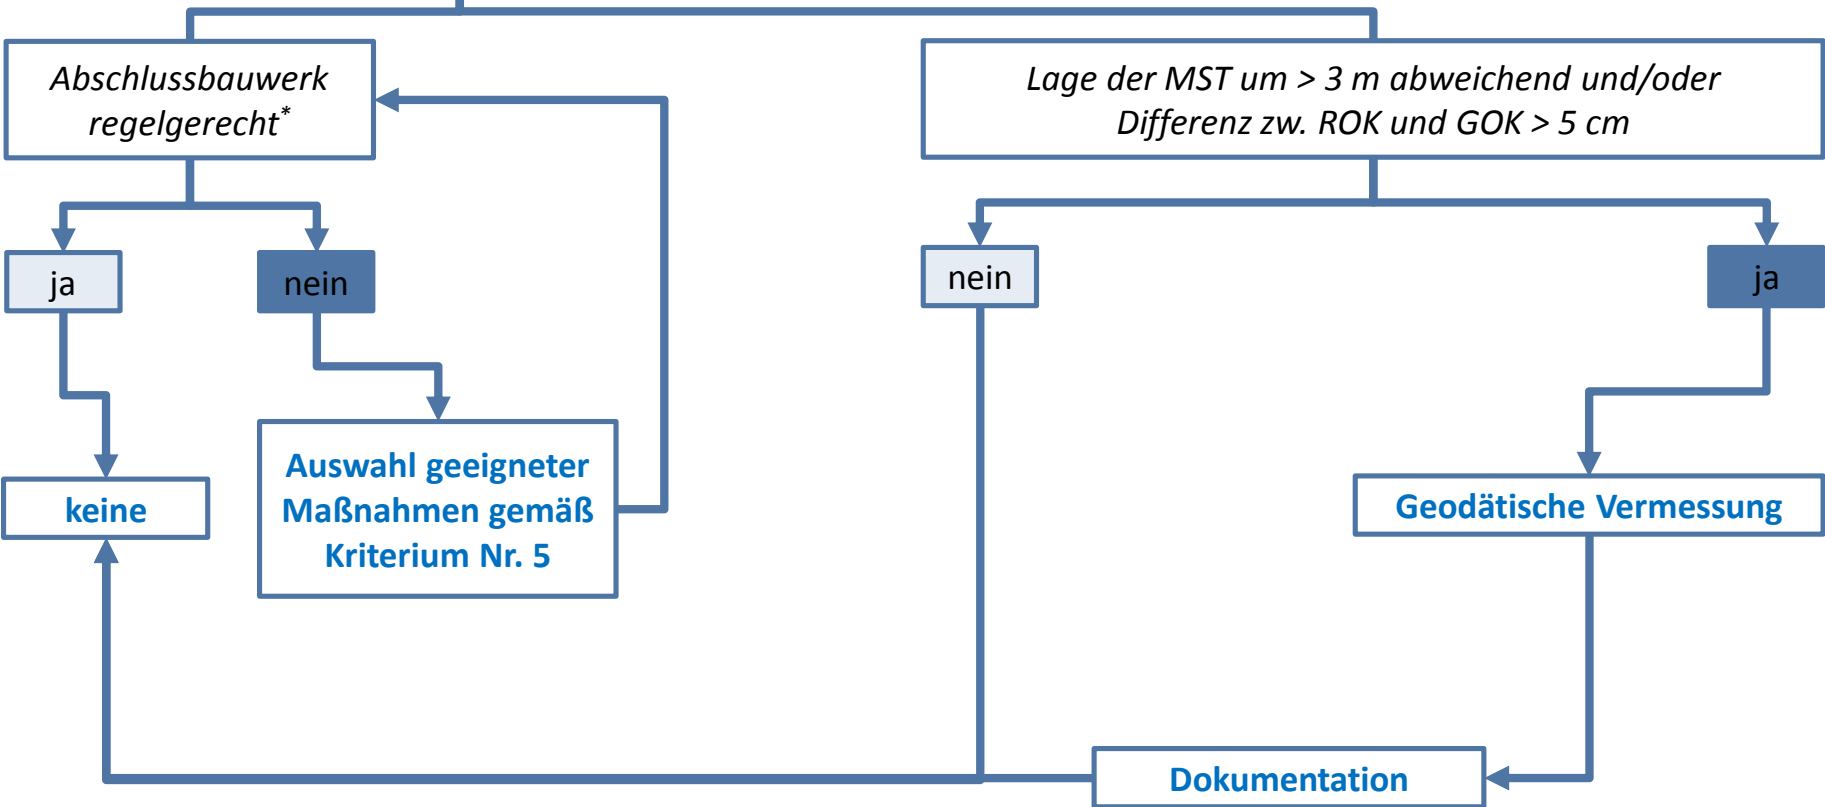 Abschlussbauwerk
regelgerecht*
Lage der MST um > 3 m abweichend und/oder
Differenz zw. ROK und GOK > 5 cm
ja
nein
nein
ja
keine
Auswahl geeigneter
Maßnahmen gemäß
Kriterium Nr. 5
Geodätische Vermessung
Dokumentation